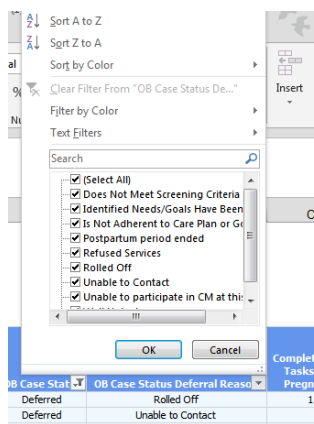 A
Z
Sort A to Z
Z
A
Sort Z to A
al
Sort by Color
%
Clear Filter From "OB Case Status De..."
Insert
Filter by Color
Nu
Text Filters
Search
(Select All)
Does Not Meet Screening Criteria
Identified Needs/Goals Have Been
Is Not Adherent to Care Plan or Go
Postpartum period ended
Refused Services
Rolled Off
Unable to Contact
Unable to participate in CM at this
OK Cancel
Complet
Tasks
OB Case Stat OB Case Status Deferral Reaso Pregn
Deferred Rolled Off 1
Deferred Unable to Contact